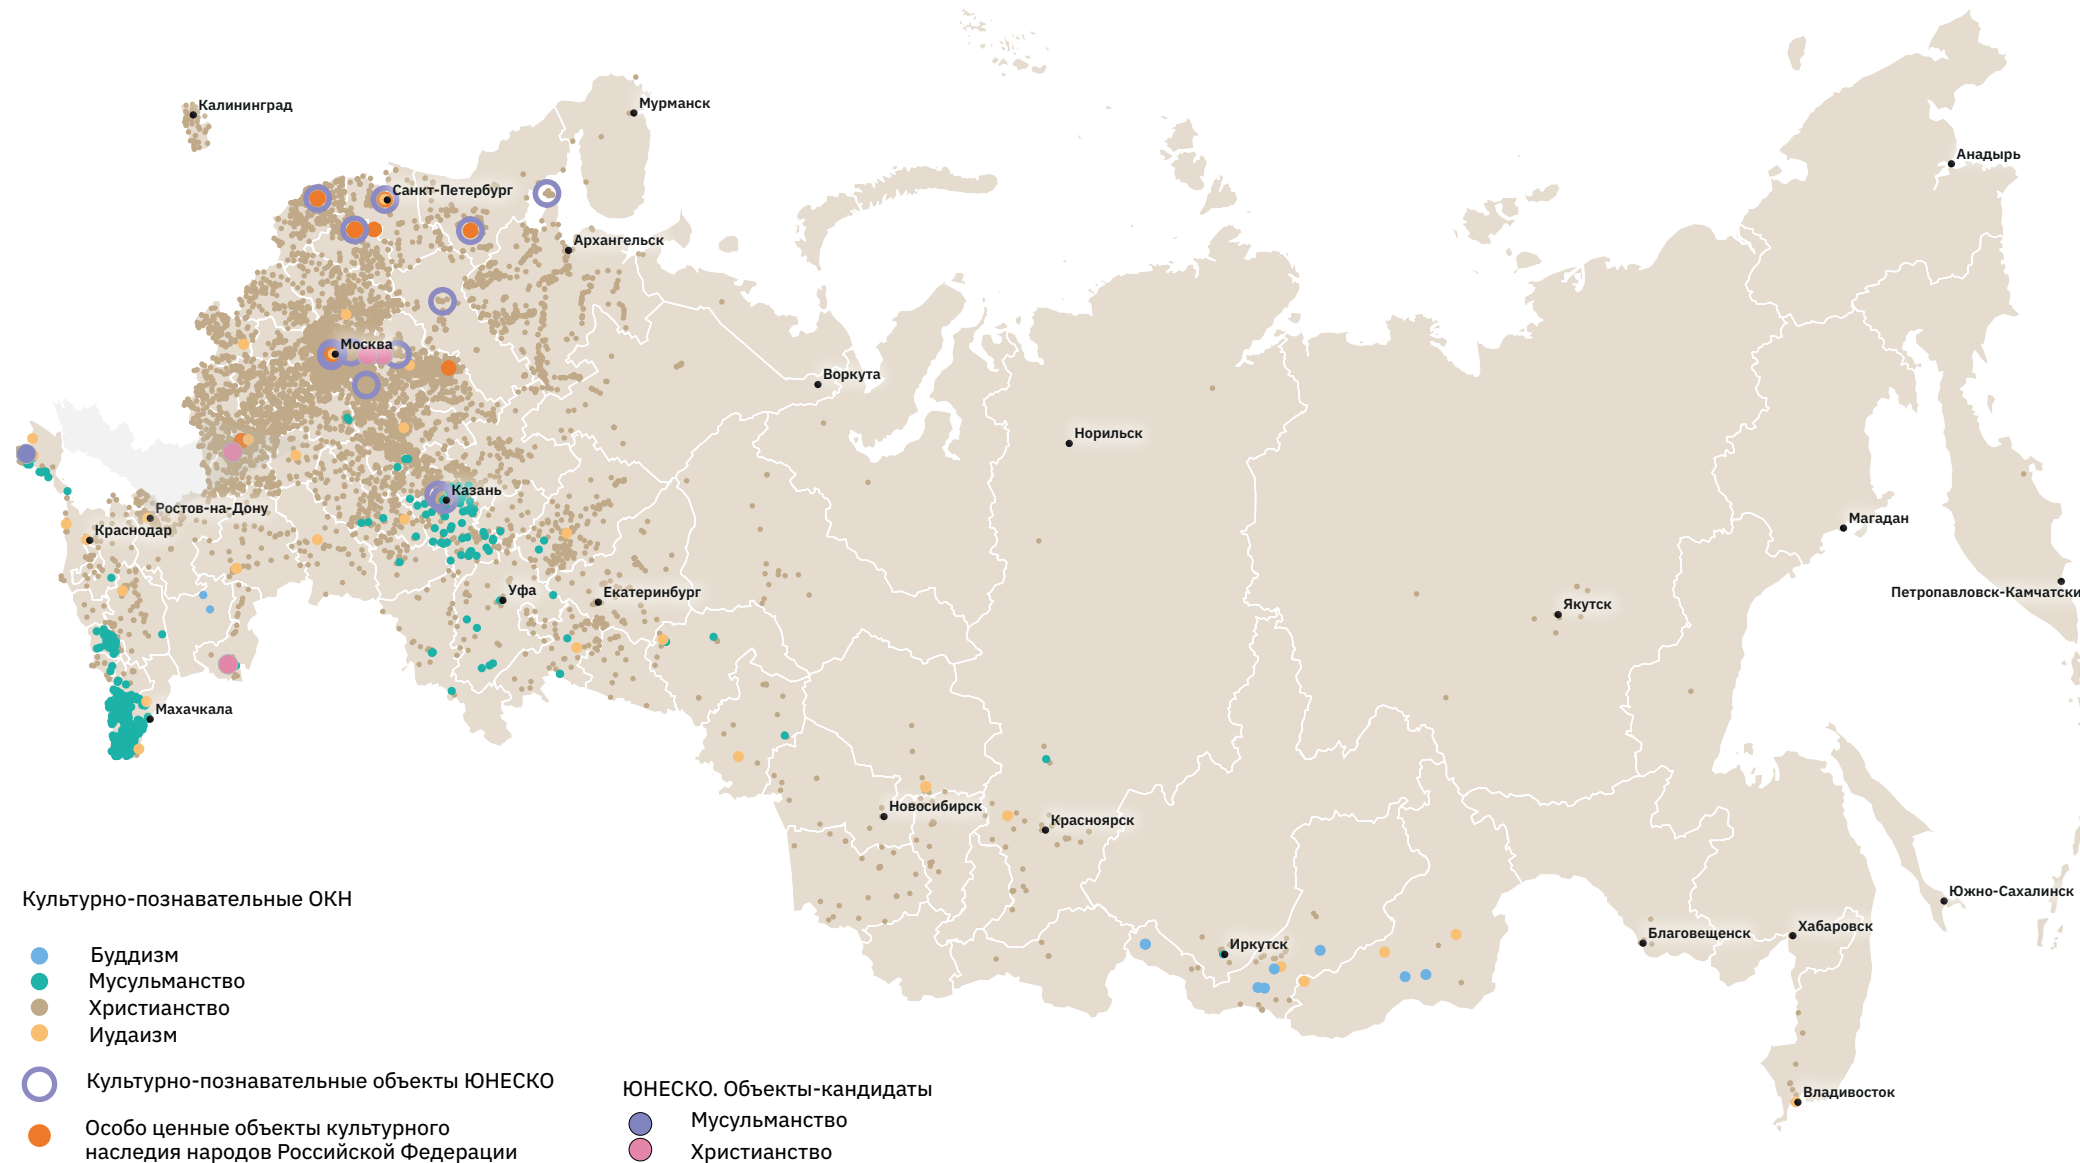 Калининград
Мурманск
Анадырь
Санкт-Петербург
Архангельск
Москва
Воркута
Норильск
Казань
Ростов-на-Дону
Краснодар
Магадан
Уфа
Екатеринбург
Петропавловск-Камчатски
Якутск
Махачкала
Новосибирск
Красноярск
Южно-Сахалинск
Иркутск
Благовещенск
Хабаровск
Владивосток
Культурно-познавательные ОКН
Буддизм
Мусульманство
Христианство
Иудаизм
Культурно-познавательные объекты ЮНЕСКО
Особо ценные объекты культурного
наследия народов Российской Федерации
ЮНЕСКО. Объекты-кандидаты
Мусульманство
Христианство